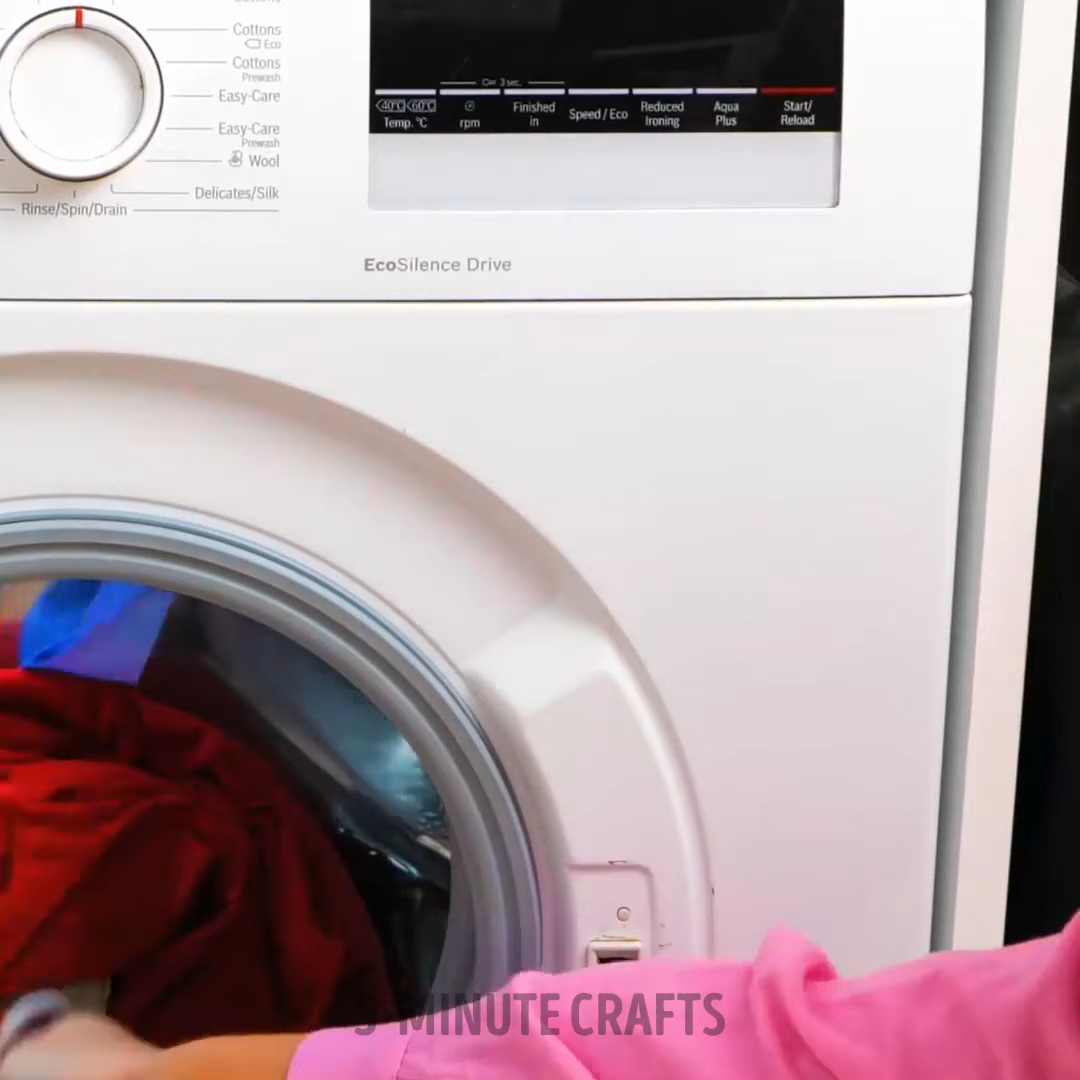 Cottons
Eco
Cottons
Prewash
Easy-Care
Easy-Care
Prewash
Wool
Delicates/Silk
Rinse/Spin/Drain
3 sec.
40°C 60°C
Temp. °C
rpm
Finished
in
Speed / Eco
Reduced
Ironing
Aqua
Plus
Start/
Reload
EcoSilence Drive
5-MINUTE CRAFTS